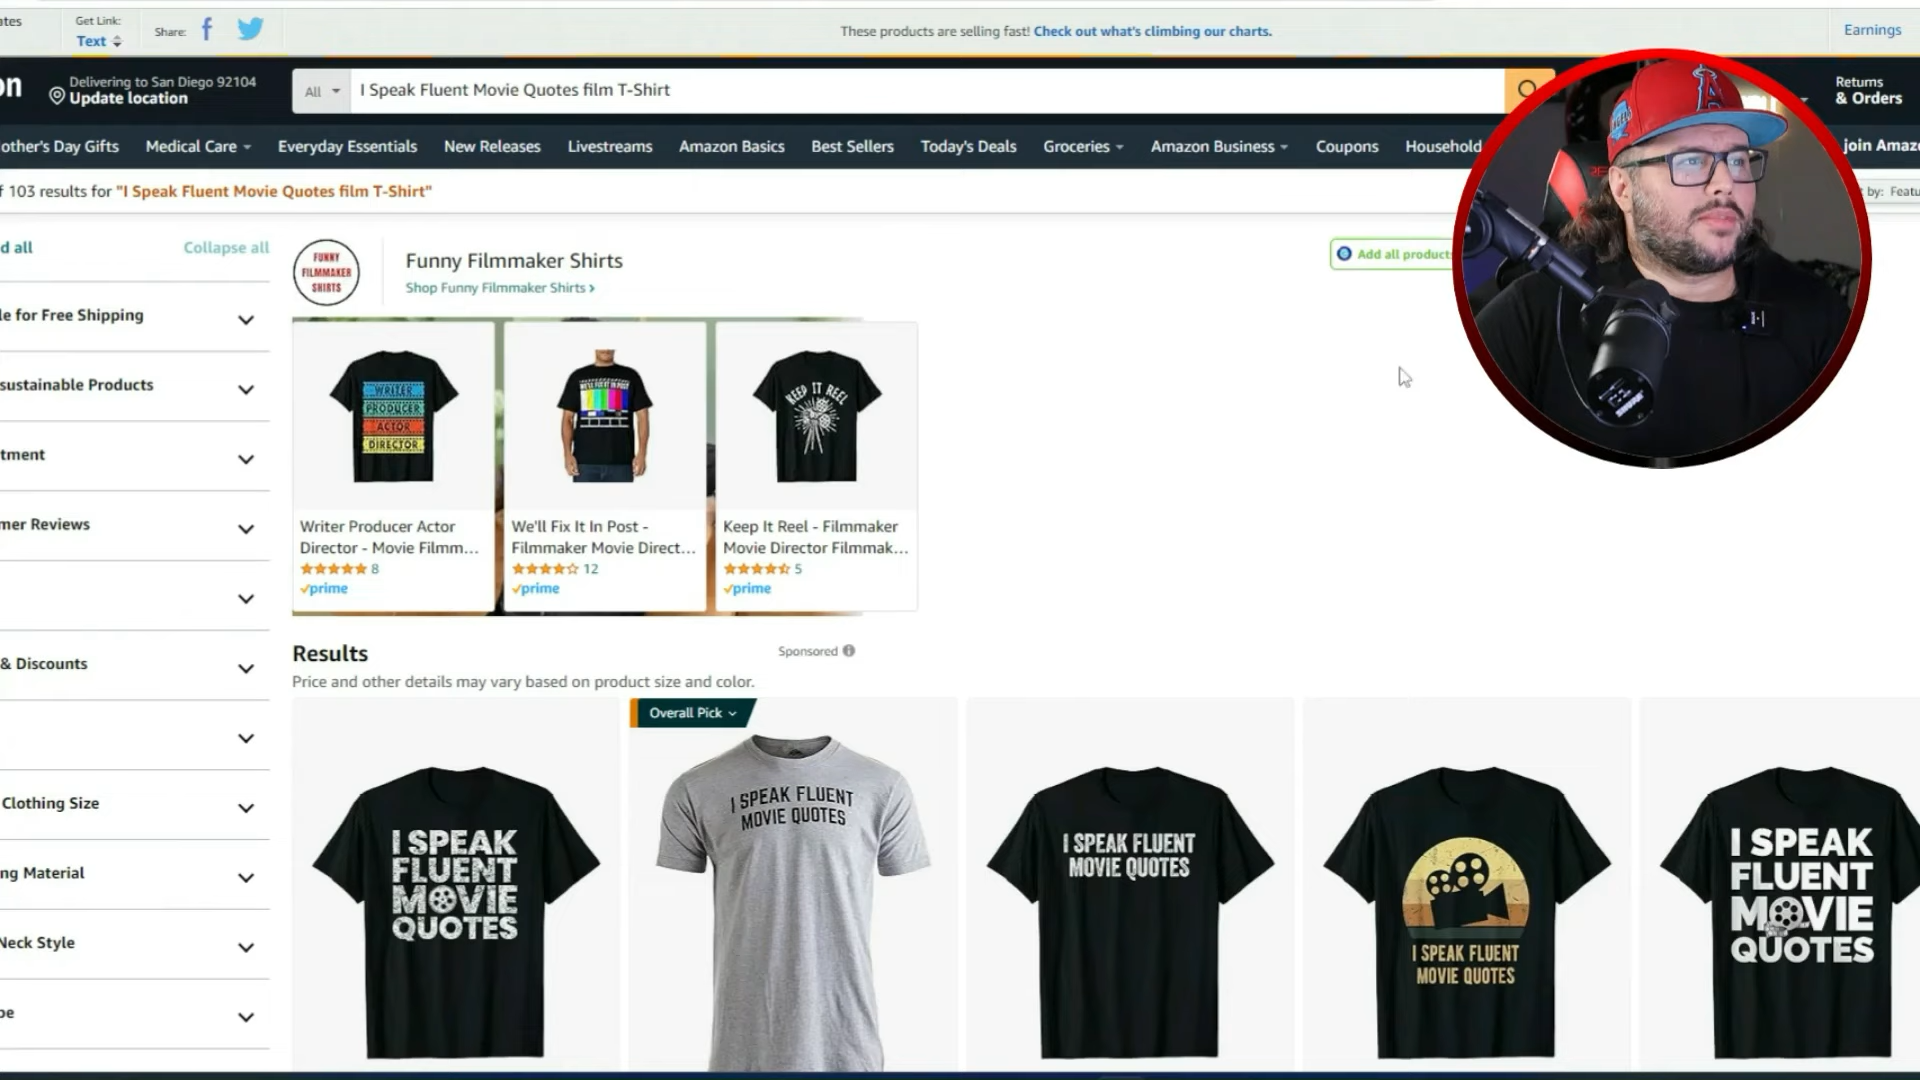 Get Link:
Text
Share:
These products are selling fast! Check out what's climbing our charts.
Earnings
on
Delivering to San Diego 92104
Update location
All
I Speak Fluent Movie Quotes film T-Shirt
Returns
& Orders
other's Day Gifts
Medical Care
Everyday Essentials
New Releases
Livestreams
Amazon Basics
Best Sellers
Today's Deals
Groceries
Amazon Business
Coupons
Household
join Amazo
f 103 results for "I Speak Fluent Movie Quotes film T-Shirt"
by: Featu
d all
Collapse all
le for Free Shipping
sustainable Products
tment
mer Reviews
& Discounts
Clothing Size
ng Material
Neck Style
pe
FUNNY
FILMMAKER
SHIRTS
Funny Filmmaker Shirts
Shop Funny Filmmaker Shirts ›
Add all products
WRITER
PRODUCER
ACTOR
DIRECTOR
WE'LL FIX IT IN POST
KEEP IT REEL
Writer Producer Actor
Director - Movie Filmm...
8
prime
We'll Fix It In Post -
Filmmaker Movie Direct...
12
prime
Keep It Reel - Filmmaker
Movie Director Filmmak...
5
prime
Results
Sponsored
Price and other details may vary based on product size and color.
Overall Pick
I SPEAK
FLUENT
MOVIE
QUOTES
I SPEAK FLUENT
MOVIE QUOTES
I SPEAK FLUENT
MOVIE QUOTES
I SPEAK FLUENT
MOVIE QUOTES
I SPEAK
FLUENT
MOVIE
QUOTES